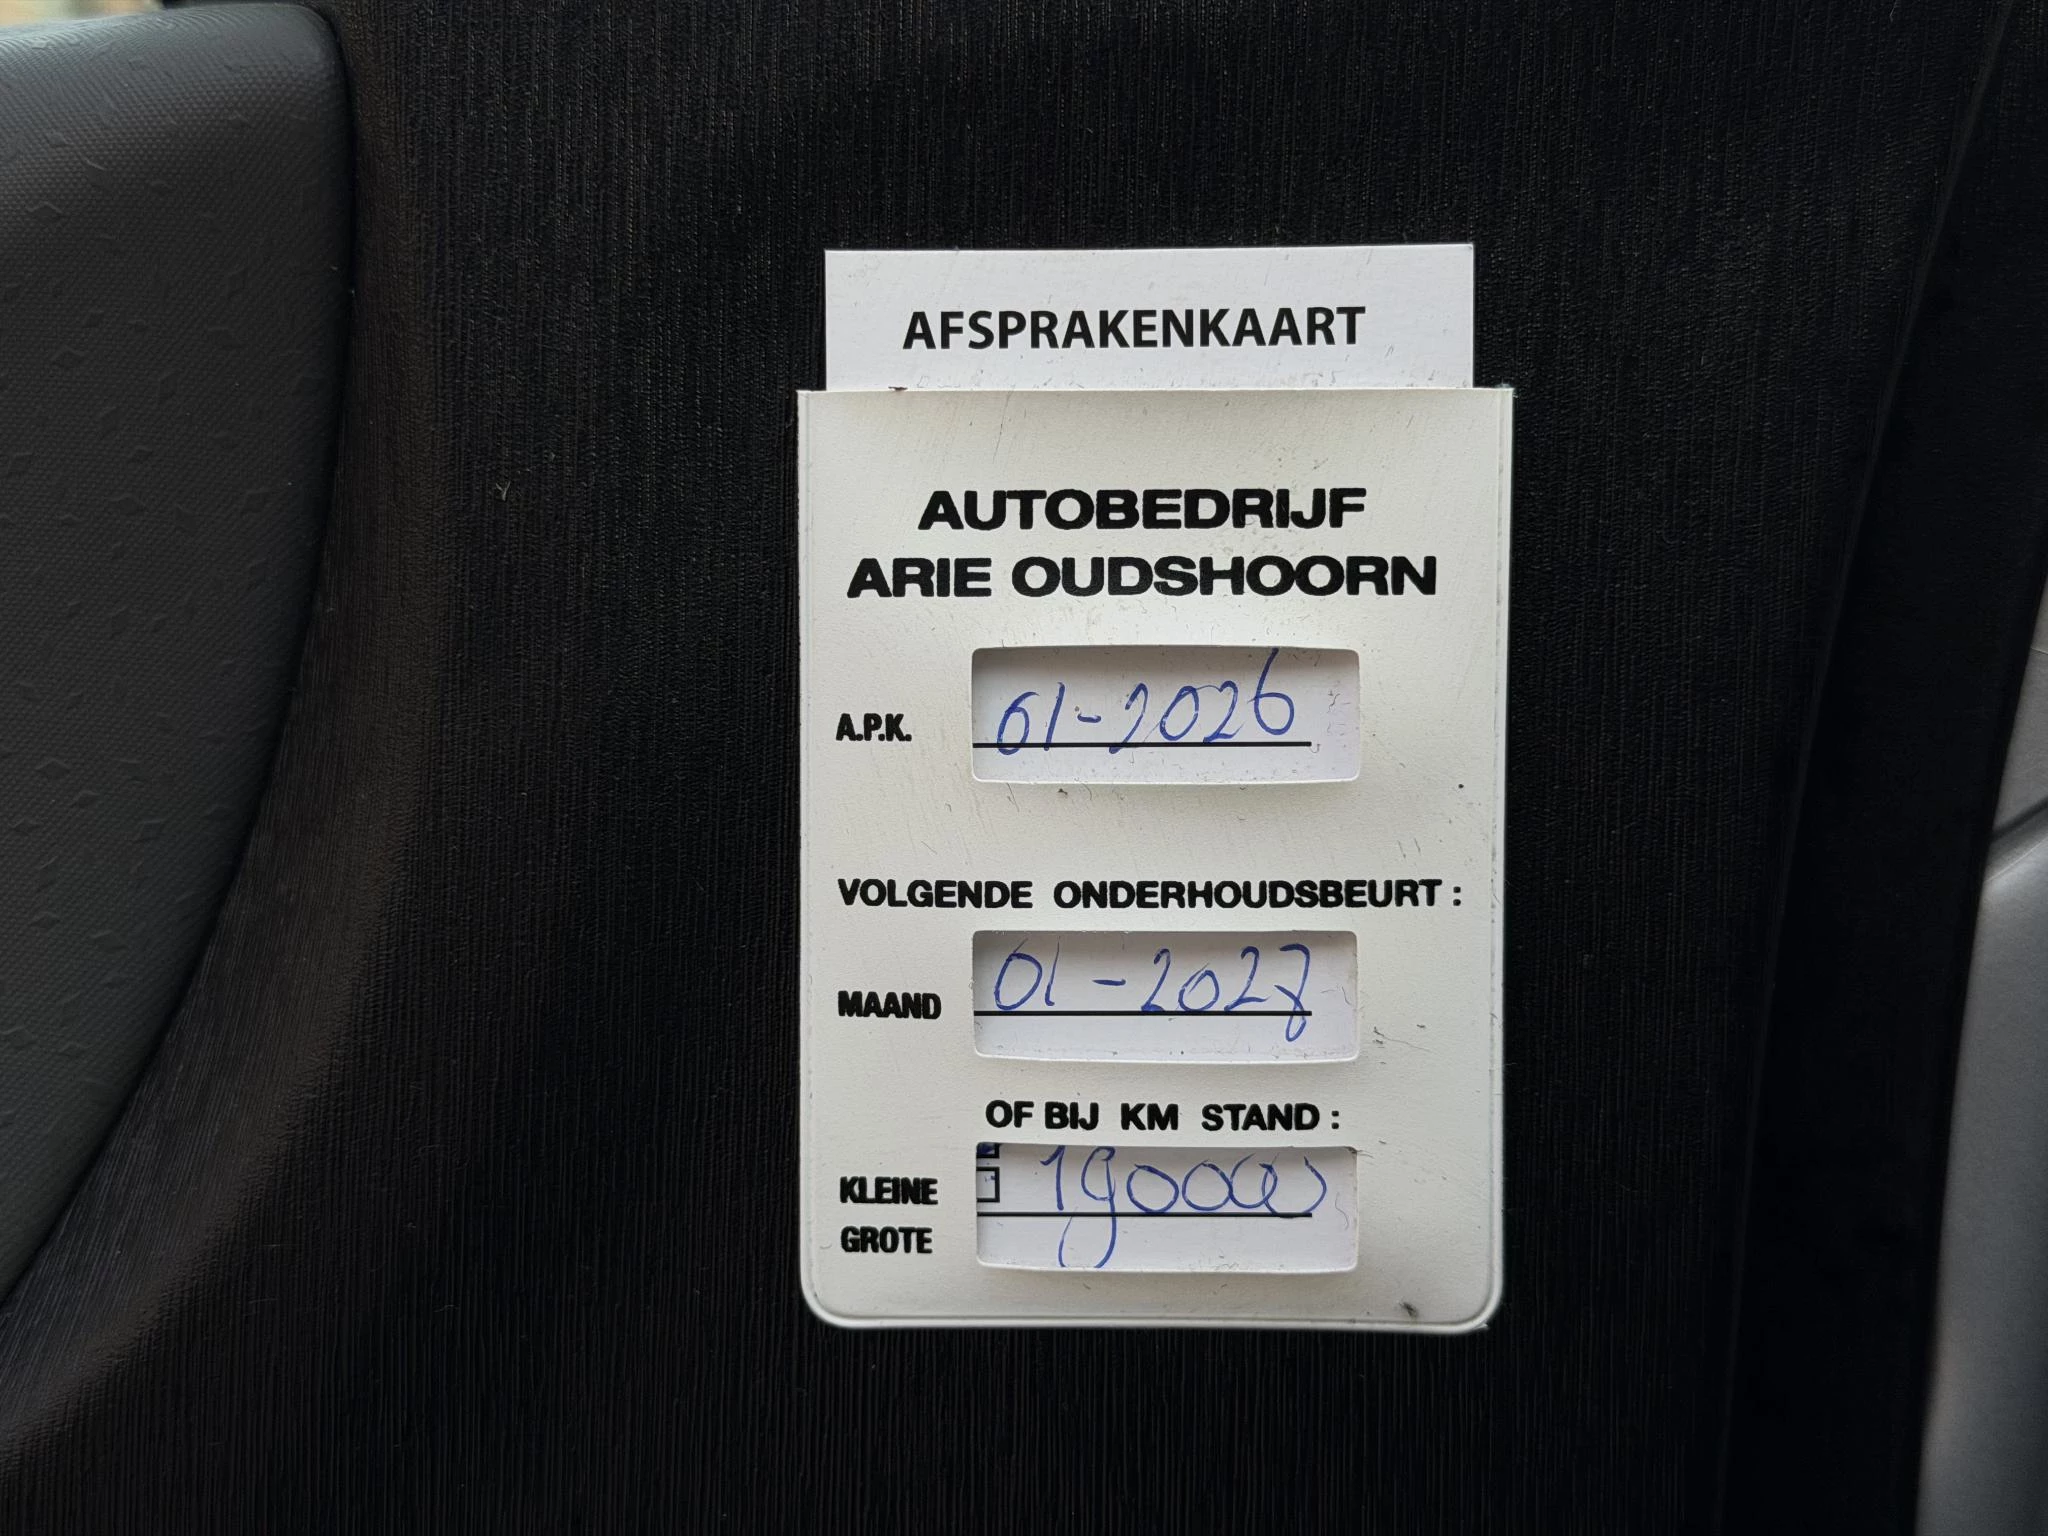 AFSPRAKENKAART
AUTOBEDRIJF
ARIE OUDSHOORN
A.P.K. 01-2026
VOLGENDE ONDERHOUDSBEURT :
MAAND 01-2027
OF BIJ KM STAND :
KLEINE 190000
GROTE